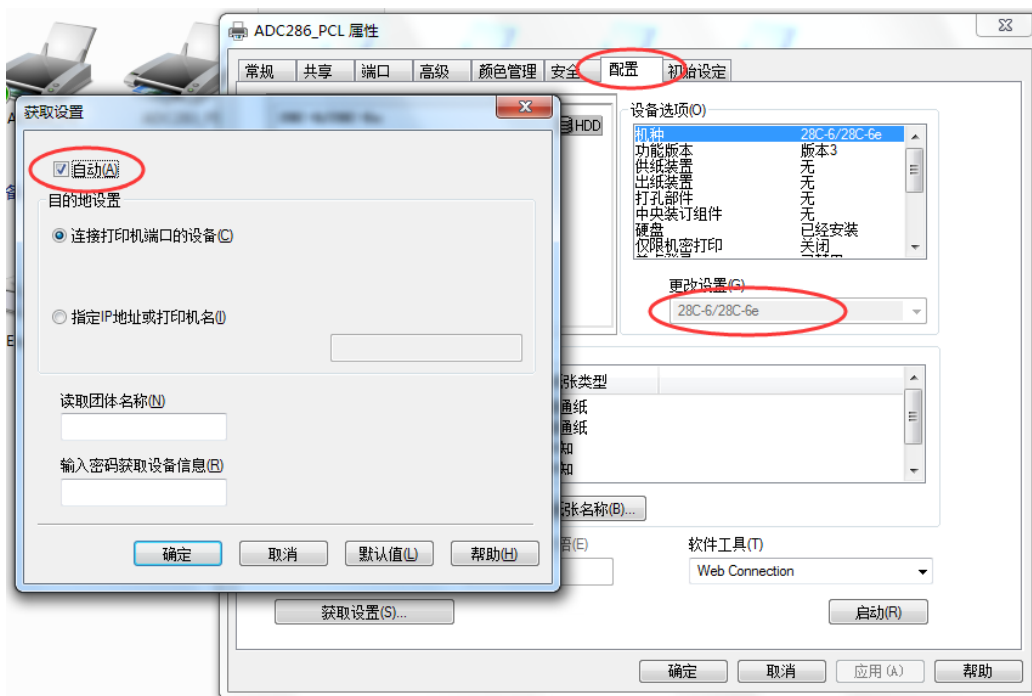 ADC286_PCL 属性
常规 共享 端口 高级 颜色管理 安全 配置 初始设定
HDD
设备选项(O)
机种 28C-6/28C-6e
功能版本 版本3
供纸装置 无
出纸装置 无
打孔部件 无
中央装订组件 无
硬盘 已经安装
仅限机密打印 关闭
更改设置(G)
28C-6/28C-6e
张类型
通纸
通纸
知
知
张名称(B)...
语(E)
软件工具(T)
Web Connection
获取设置(S)...
启动(R)
确定 取消 应用(A) 帮助
获取设置
自动(A)
目的地设置
连接打印机端口的设备(C)
指定IP地址或打印机名(I)
读取团体名称(N)
输入密码获取设备信息(R)
确定 取消 默认值(L) 帮助(H)